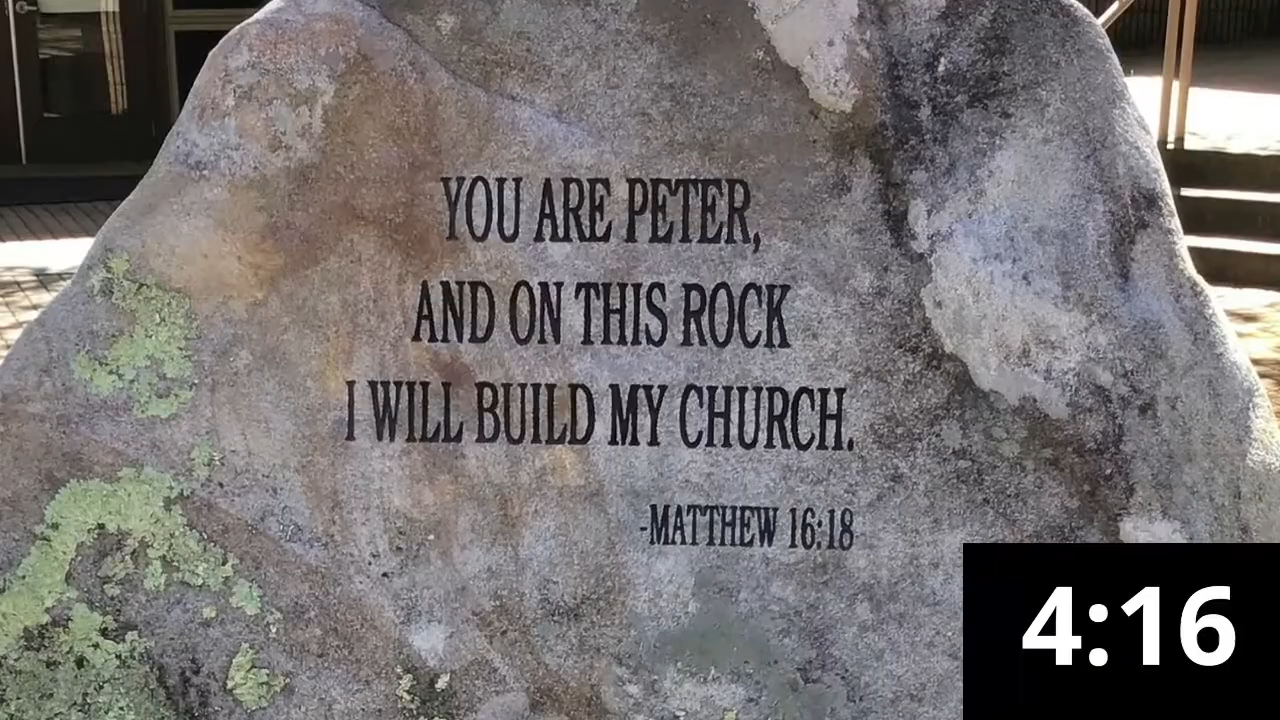 YOU ARE PETER,
AND ON THIS ROCK
I WILL BUILD MY CHURCH.
-MATTHEW 16:18
4:16